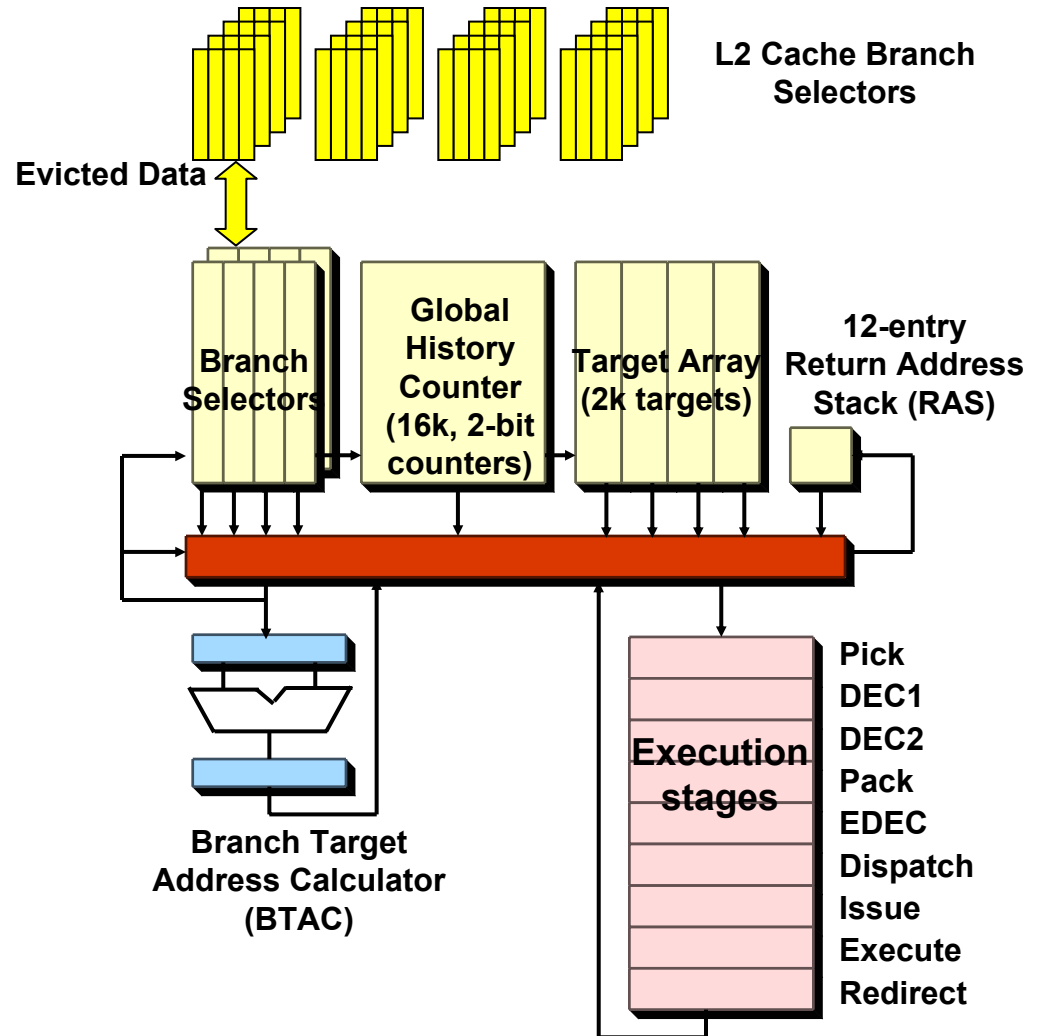 L2 Cache Branch
Selectors
Evicted Data
Branch
Selectors
Global
History
Counter
(16k, 2-bit
counters)
Target Array
(2k targets)
12-entry
Return Address
Stack (RAS)
Branch Target
Address Calculator
(BTAC)
Execution
stages
Pick
DEC1
DEC2
Pack
EDEC
Dispatch
Issue
Execute
Redirect